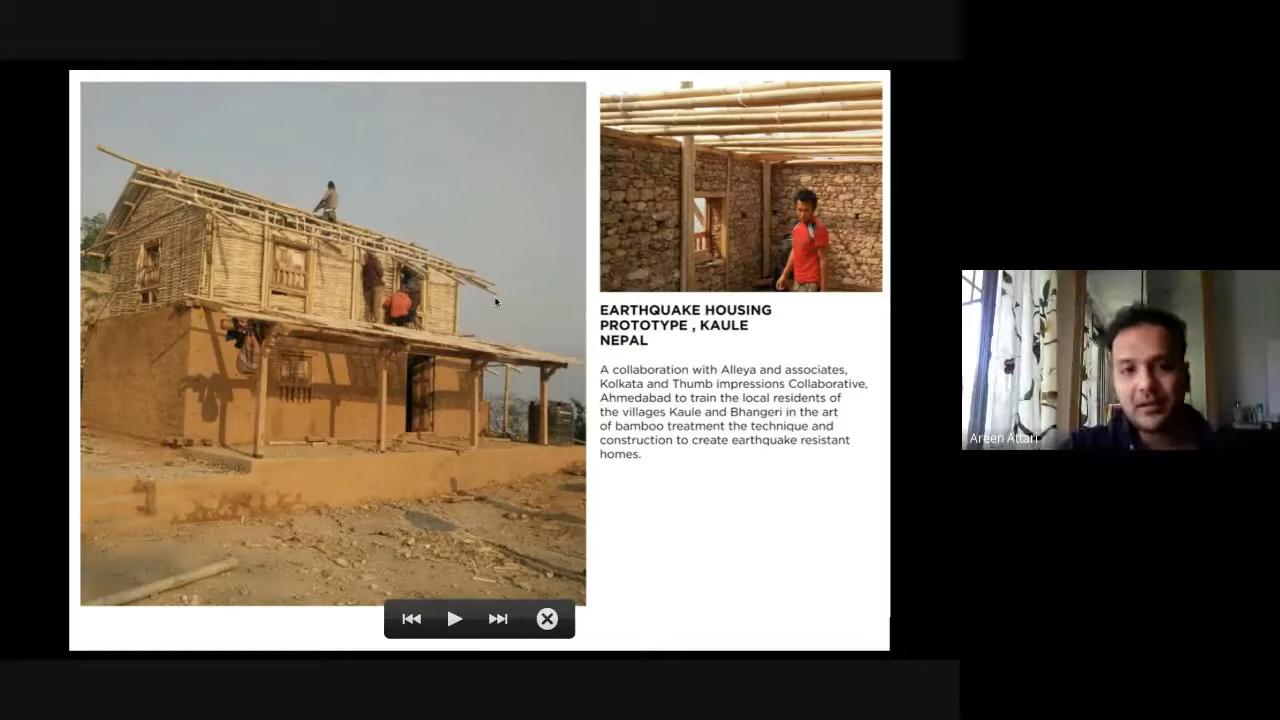 EARTHQUAKE HOUSING
PROTOTYPE , KAULE
NEPAL
A collaboration with Alleya and associates,
Kolkata and Thumb impressions Collaborative,
Ahmedabad to train the local residents of
the villages Kaule and Bhangeri in the art
of bamboo treatment the technique and
construction to create earthquake resistant
homes.
Areen Attari